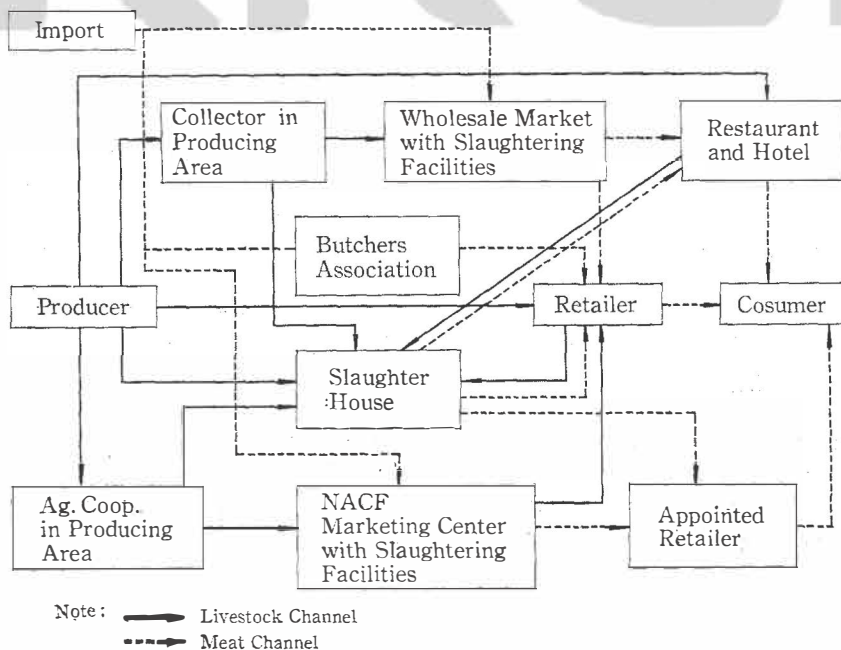 Import
Collector in
Producing
Area
Wholesale Market
with Slaughtering
Facilities
Restaurant
and Hotel
Butchers
Association
Producer
Retailer
Cosumer
Slaughter
:House
Ag. Coop.
in Producing
Area
NACF
Marketing Center
with Slaughtering
Facilities
Appointed
Retailer
Note:
Livestock Channel
Meat Channel